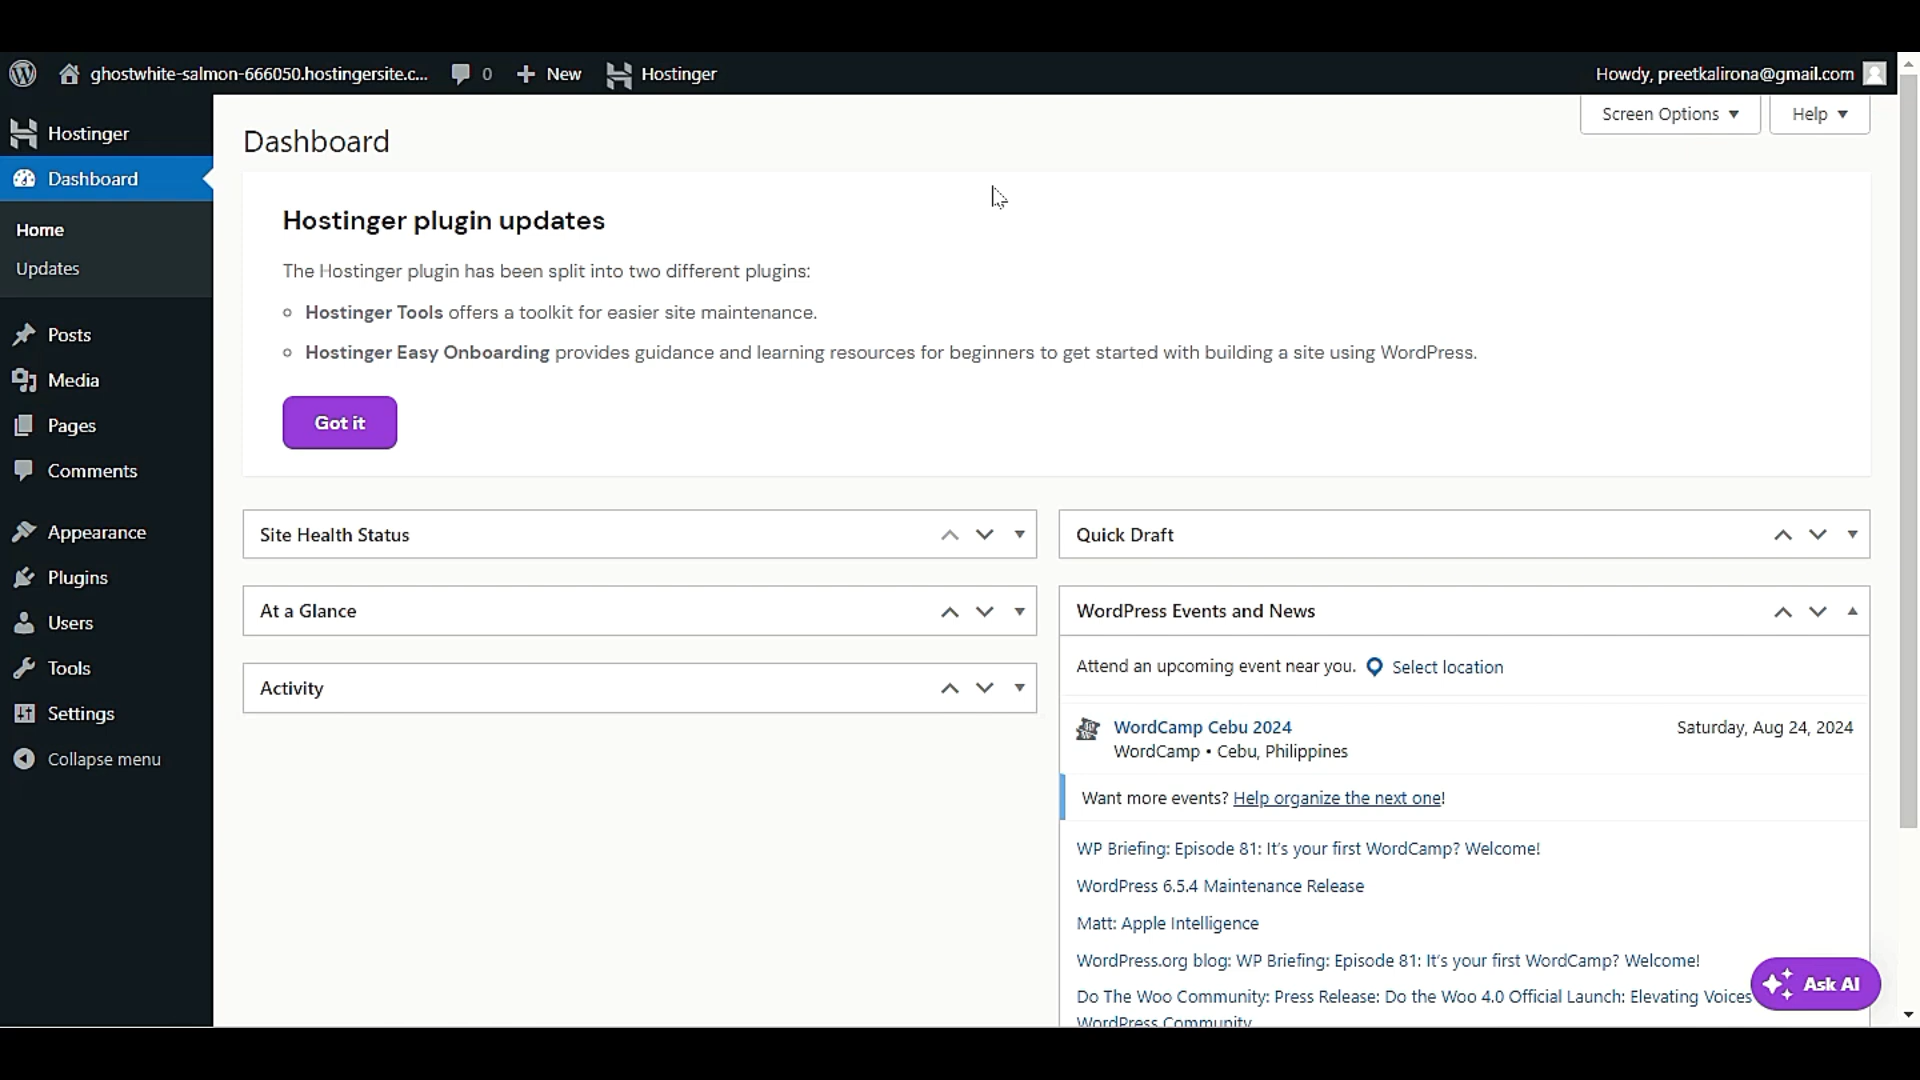 ghostwhite-salmon-666050.hostingersite.c... 0 New Hostinger Howdy, preetkalirona@gmail.com
Screen Options Help
Hostinger
Dashboard
Home
Updates
Posts
Media
Pages
Comments
Appearance
Plugins
Users
Tools
Settings
Collapse menu
Dashboard
Hostinger plugin updates
The Hostinger plugin has been split into two different plugins:
Hostinger Tools offers a toolkit for easier site maintenance.
Hostinger Easy Onboarding provides guidance and learning resources for beginners to get started with building a site using WordPress.
Got it
Site Health Status
At a Glance
Activity
Quick Draft
WordPress Events and News
Attend an upcoming event near you. Select location
WordCamp Cebu 2024 Saturday, Aug 24, 2024
WordCamp • Cebu, Philippines
Want more events? Help organize the next one!
WP Briefing: Episode 81: It's your first WordCamp? Welcome!
WordPress 6.5.4 Maintenance Release
Matt: Apple Intelligence
WordPress.org blog: WP Briefing: Episode 81: It's your first WordCamp? Welcome!
Do The Woo Community: Press Release: Do the Woo 4.0 Official Launch: Elevating Voices
WordPress Community
Ask AI